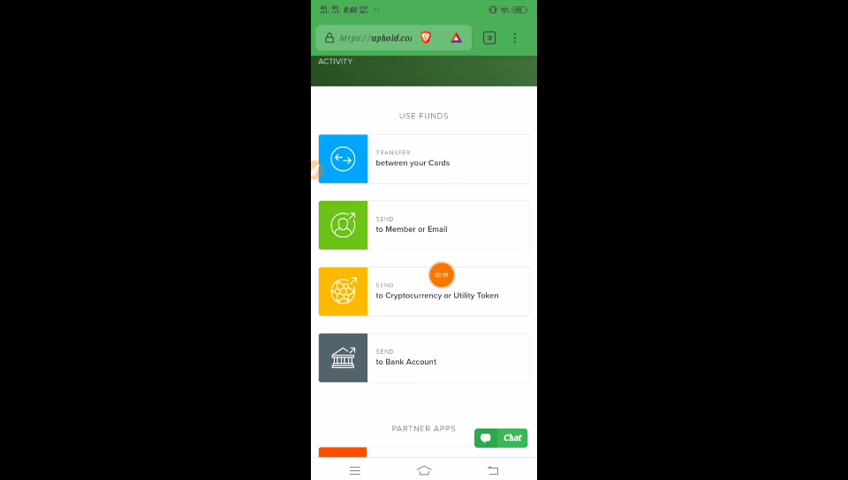 8:40
https://uphold.co
ACTIVITY
USE FUNDS
TRANSFER
between your Cards
SEND
to Member or Email
SEND
to Cryptocurrency or Utility Token
SEND
to Bank Account
PARTNER APPS
Chat